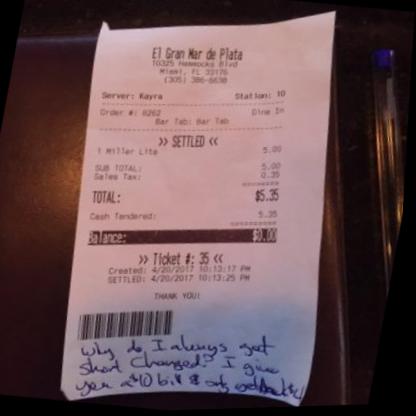 El Gran Mar de Plata
10325 Hammocks Blvd
Miami, FL 33176
(305) 386-6630
Server: Kayra Station: 10
Order #: 8262 Dine In
Bar Tab: Bar Tab
>> SETTLED <<
1 Miller Lite 5.00
SUB TOTAL: 5.00
Sales Tax: 0.35
TOTAL: $5.35
Cash Tendered: 5.35
Balance: $0.00
>> Ticket #: 35 <<
Created: 4/20/2017 10:13:17 PM
SETTLED: 4/20/2017 10:13:25 PM
THANK YOU!
Why do I always get
short changed? I give
you a $10 bill & only get back $4